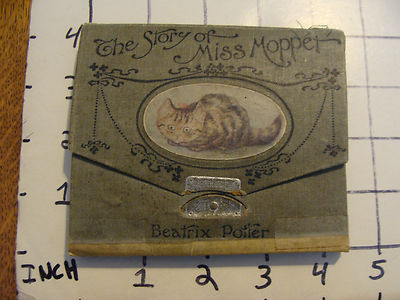 The Story of
Miss Moppet
Beatrix Potter
4
3
2
1
INCH 1 2 3 4 5